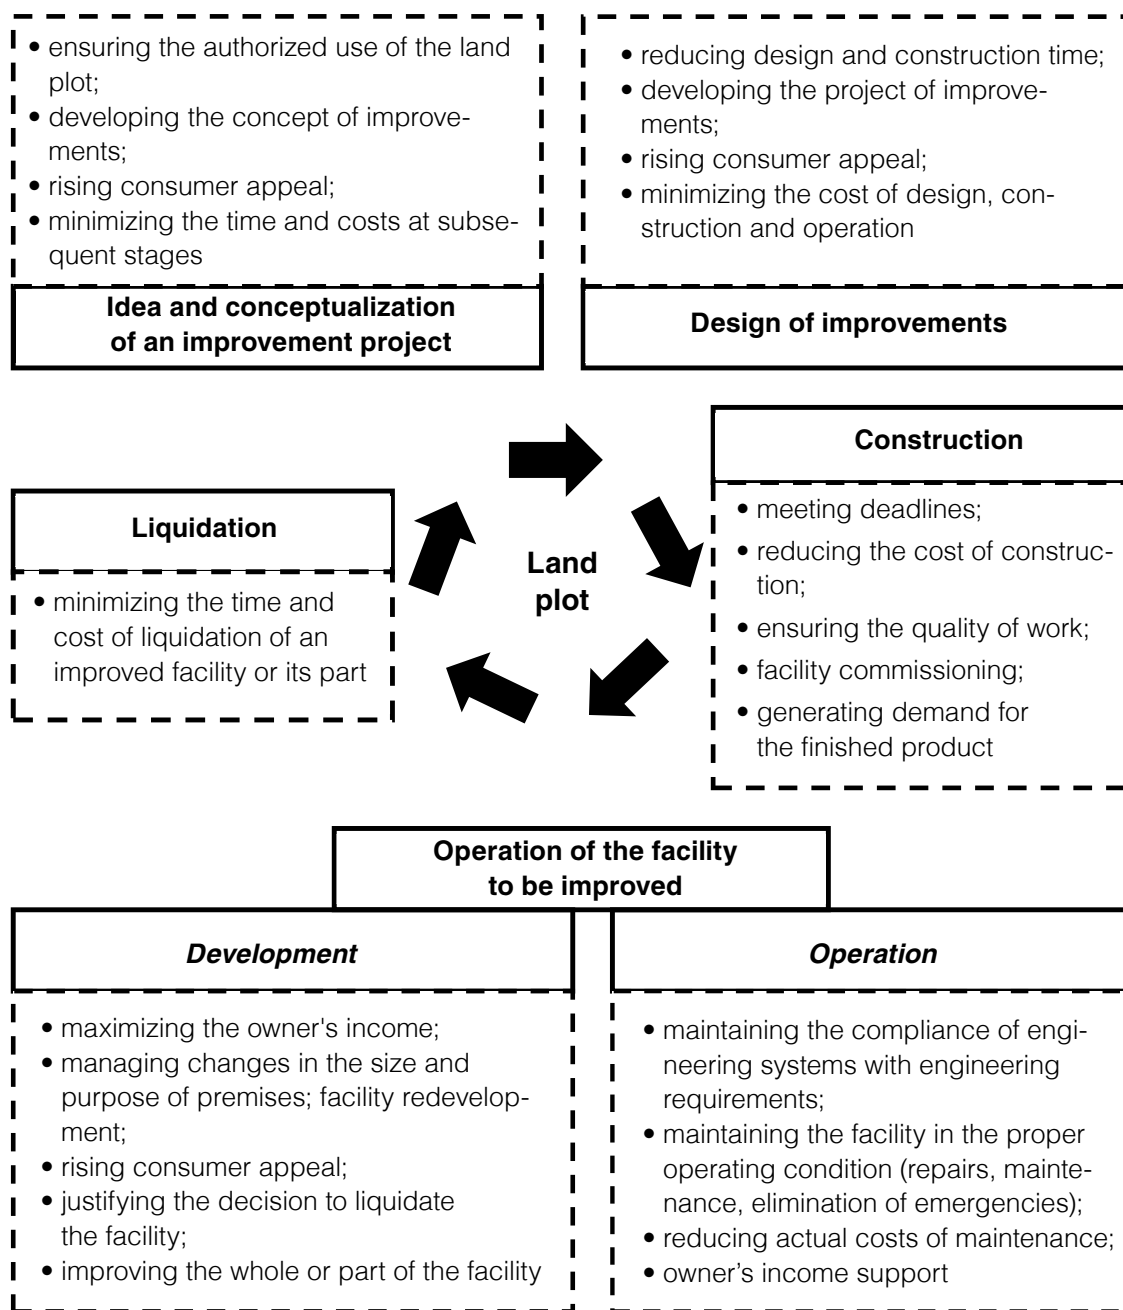 • ensuring the authorized use of the land
plot;
• developing the concept of improve-
ments;
• rising consumer appeal;
• minimizing the time and costs at subse-
quent stages
Idea and conceptualization
of an improvement project
• reducing design and construction time;
• developing the project of improve-
ments;
• rising consumer appeal;
• minimizing the cost of design, con-
struction and operation
Design of improvements
Construction
• meeting deadlines;
• reducing the cost of construc-
tion;
• ensuring the quality of work;
• facility commissioning;
• generating demand for
the finished product
Liquidation
• minimizing the time and
cost of liquidation of an
improved facility or its part
Land
plot
Operation of the facility
to be improved
Development
• maximizing the owner's income;
• managing changes in the size and
purpose of premises; facility redevelop-
ment;
• rising consumer appeal;
• justifying the decision to liquidate
the facility;
• improving the whole or part of the facility
Operation
• maintaining the compliance of engi-
neering systems with engineering
requirements;
• maintaining the facility in the proper
operating condition (repairs, mainte-
nance, elimination of emergencies);
• reducing actual costs of maintenance;
• owner’s income support